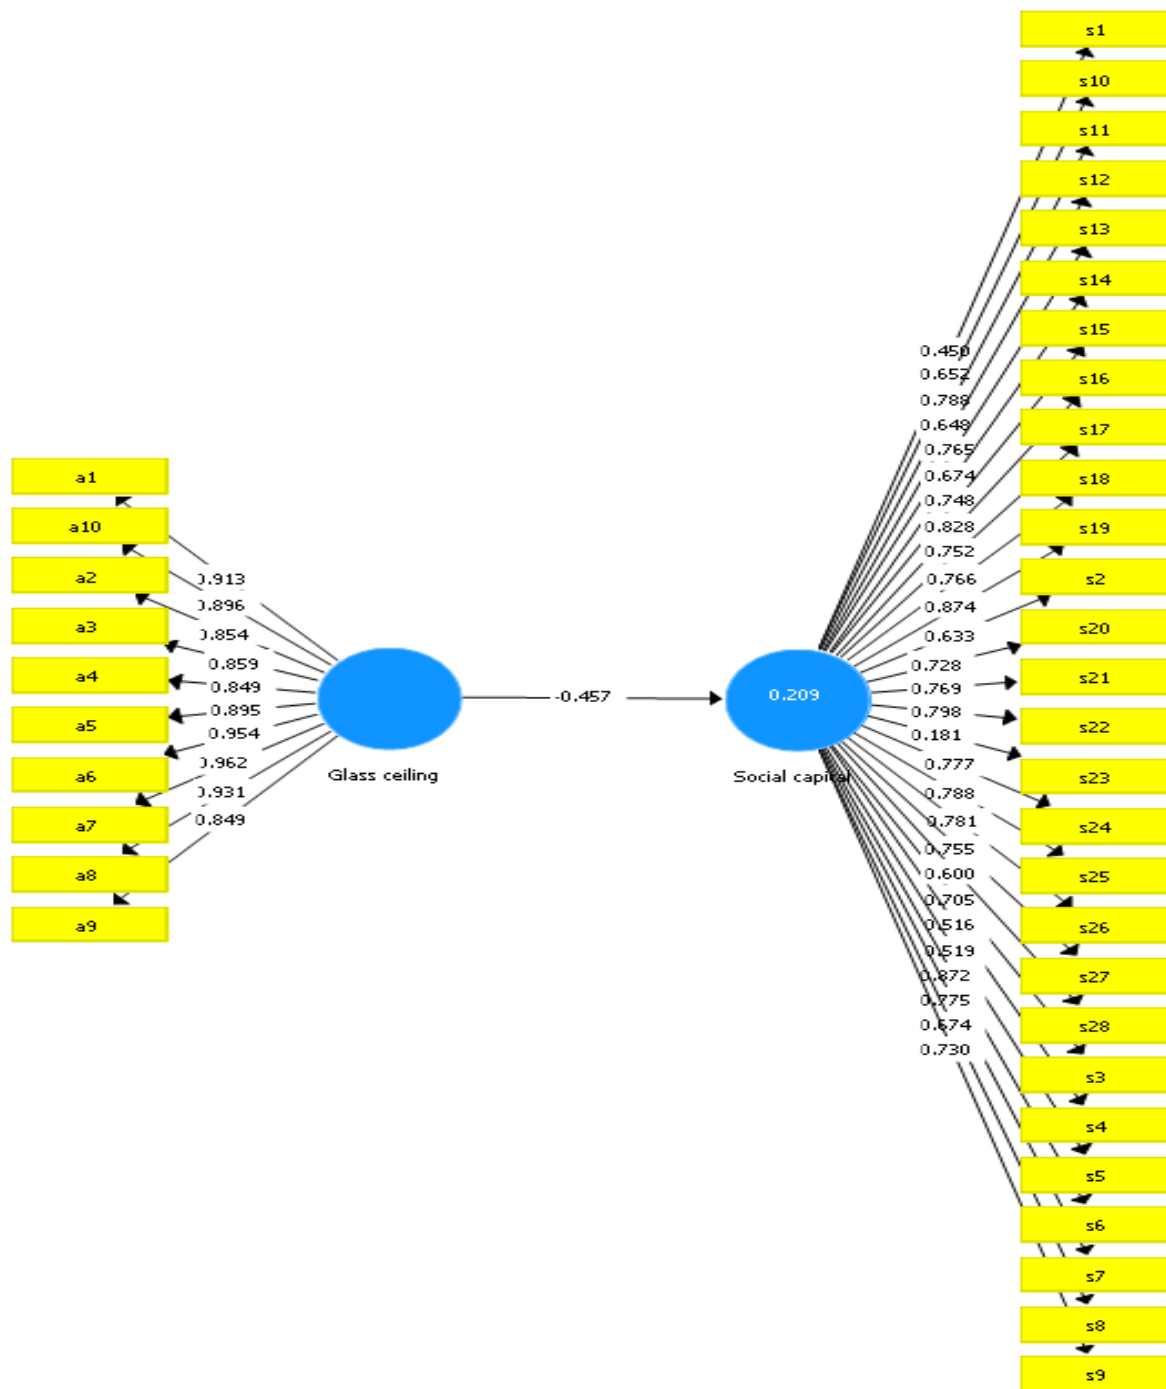 s1
s10
s11
s12
s13
s14
s15
s16
s17
s18
s19
s2
s20
s21
s22
s23
s24
s25
s26
s27
s28
s3
s4
s5
s6
s7
s8
s9
0.450
0.652
0.788
0.648
0.765
0.674
0.748
0.828
0.752
0.766
0.874
0.633
0.728
0.769
0.798
0.181
0.777
0.788
0.781
0.755
0.600
0.705
0.516
0.519
0.872
0.775
0.674
0.730
a1
a10
a2
a3
a4
a5
a6
a7
a8
a9
0.913
0.896
0.854
0.859
0.849
0.895
0.954
0.962
0.931
0.849
-0.457
0.209
Glass ceiling
Social capital